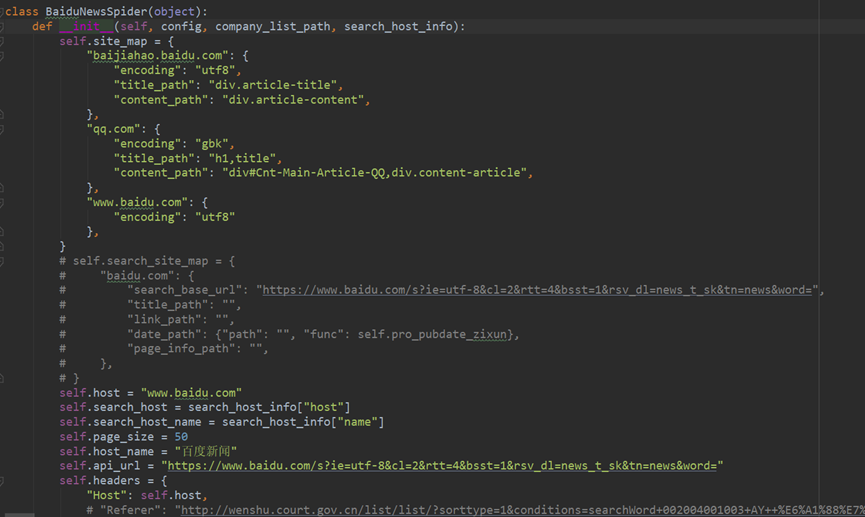 class BaiduNewsSpider(object):
    def __init__(self, config, company_list_path, search_host_info):
        self.site_map = {
            "baijiahao.baidu.com": {
                "encoding": "utf8",
                "title_path": "div.article-title",
                "content_path": "div.article-content",
            },
            "qq.com": {
                "encoding": "gbk",
                "title_path": "h1,title",
                "content_path": "div#Cnt-Main-Article-QQ,div.content-article",
            },
            "www.baidu.com": {
                "encoding": "utf8"
            },
        }
        # self.search_site_map = {
        #     "baidu.com": {
        #         "search_base_url": "https://www.baidu.com/s?ie=utf-8&cl=2&rtt=4&bsst=1&rsv_dl=news_t_sk&tn=news&word=",
        #         "title_path": "",
        #         "link_path": "",
        #         "date_path": {"path": "", "func": self.pro_pubdate_zixun},
        #         "page_info_path": "",
        #     },
        # }
        self.host = "www.baidu.com"
        self.search_host = search_host_info["host"]
        self.search_host_name = search_host_info["name"]
        self.page_size = 50
        self.host_name = "百度新闻"
        self.api_url = "https://www.baidu.com/s?ie=utf-8&cl=2&rtt=4&bsst=1&rsv_dl=news_t_sk&tn=news&word="
        self.headers = {
            "Host": self.host,
            # "Referer": "http://wenshu.court.gov.cn/list/list/?sorttype=1&conditions=searchWord+002004001003+AY++%E6%A1%88%E7%